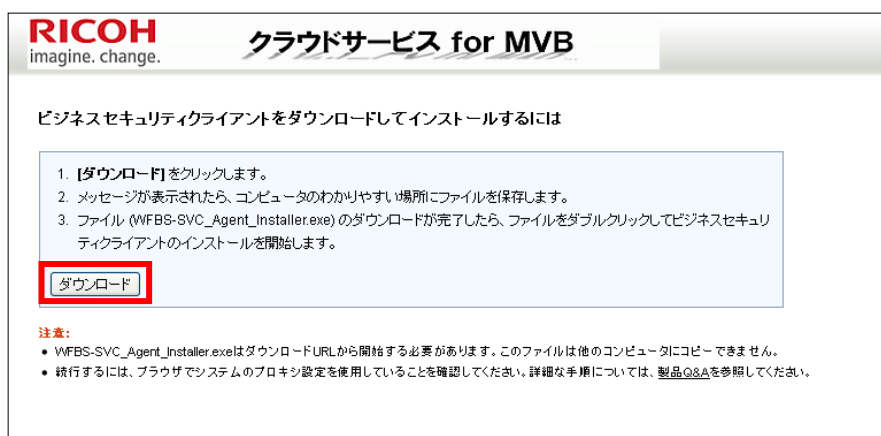 RICOH
imagine. change.
クラウドサービス for MVB
ビジネスセキュリティクライアントをダウンロードしてインストールするには
1. [ダウンロード] をクリックします。
2. メッセージが表示されたら、コンピュータのわかりやすい場所にファイルを保存します。
3. ファイル (WFBS-SVC_Agent_Installer.exe) のダウンロードが完了したら、ファイルをダブルクリックしてビジネスセキュリ
ティクライアントのインストールを開始します。
ダウンロード
注意:
• WFBS-SVC_Agent_Installer.exeはダウンロードURLから開始する必要があります。このファイルは他のコンピュータにコピーできません。
• 続行するには、ブラウザでシステムのプロキシ設定を使用していることを確認してください。詳細な手順については、製品Q&Aを参照してください。